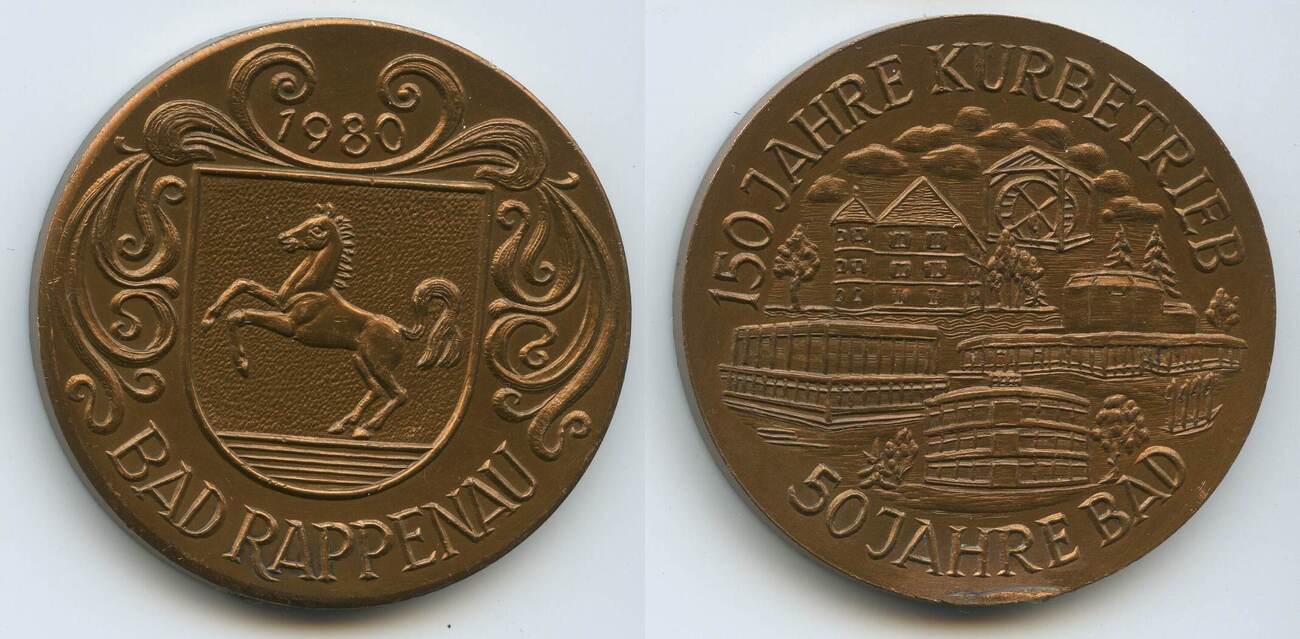 1980
BAD RAPPENAU
150 JAHRE KURBETRIEB
50 JAHRE BAD